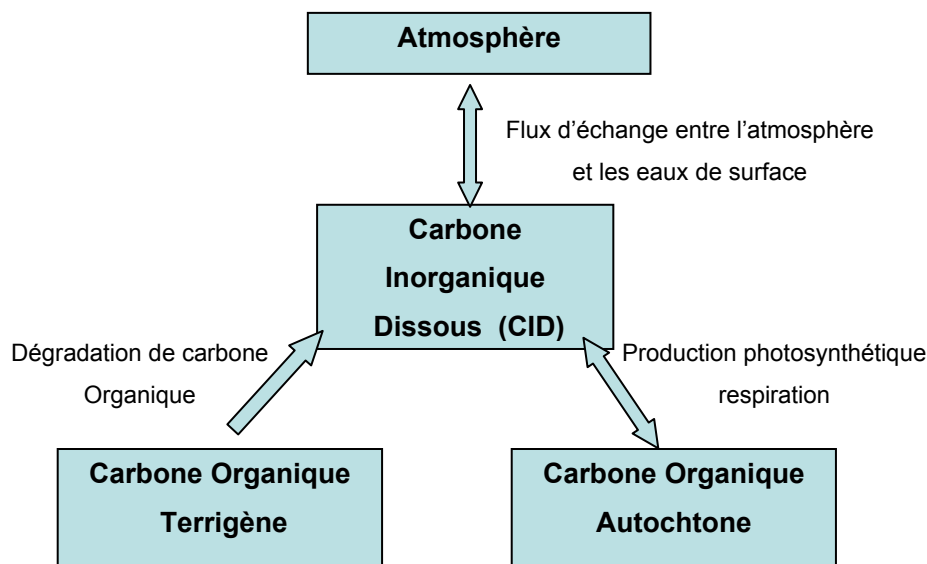 Atmosphère
Flux d’échange entre l’atmosphère
et les eaux de surface
Carbone
Inorganique
Dissous (CID)
Dégradation de carbone
Organique
Production photosynthétique
respiration
Carbone Organique
Terrigène
Carbone Organique
Autochtone